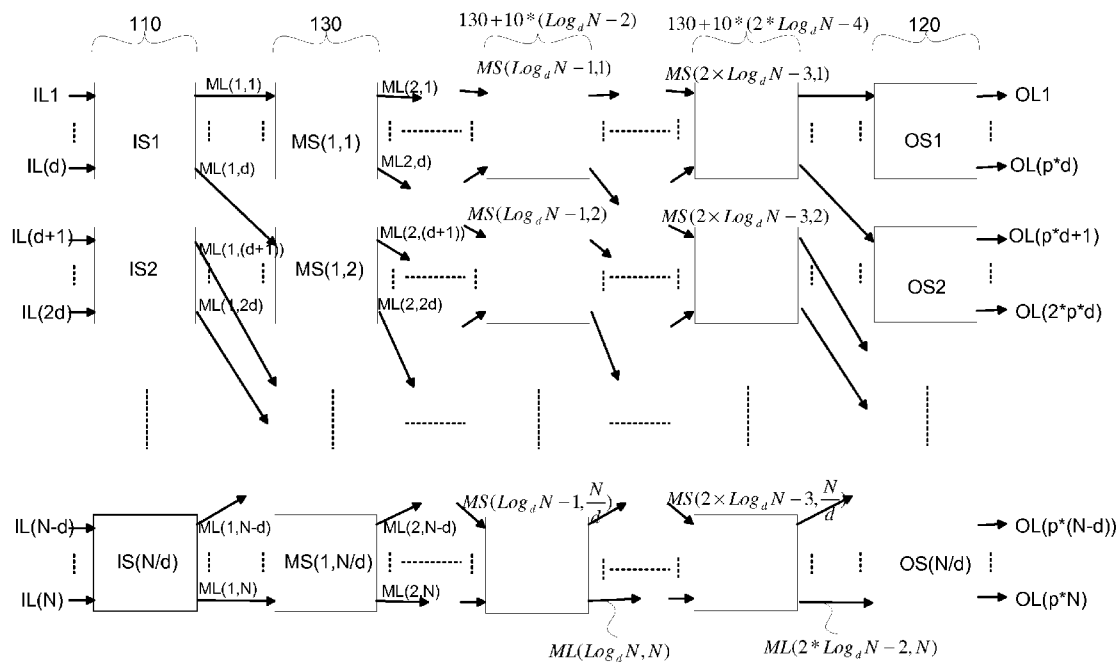 110 130 130+10*(Log_d N−2) 130+10*(2*Log_d N−4) 120
MS(Log_d N−1,1) MS(2×Log_d N−3,1)
IL1 ML(1,1) ML(2,1) OL1
IS1 MS(1,1) OS1
IL(d) ML(1,d) ML2,d) OL(p*d)
MS(Log_d N−1,2) MS(2×Log_d N−3,2)
IL(d+1) ML(1,(d+1)) ML(2,(d+1)) OL(p*d+1)
IS2 MS(1,2) OS2
IL(2d) ML(1,2d) ML(2,2d) OL(2*p*d)
MS(Log_d N−1,N/d) MS(2×Log_d N−3,N/d)
IL(N-d) ML(1,N-d) ML(2,N-d) OL(p*(N-d))
IS(N/d) MS(1,N/d) OS(N/d)
IL(N) ML(1,N) ML(2,N) OL(p*N)
ML(Log_d N,N) ML(2*Log_d N−2,N)